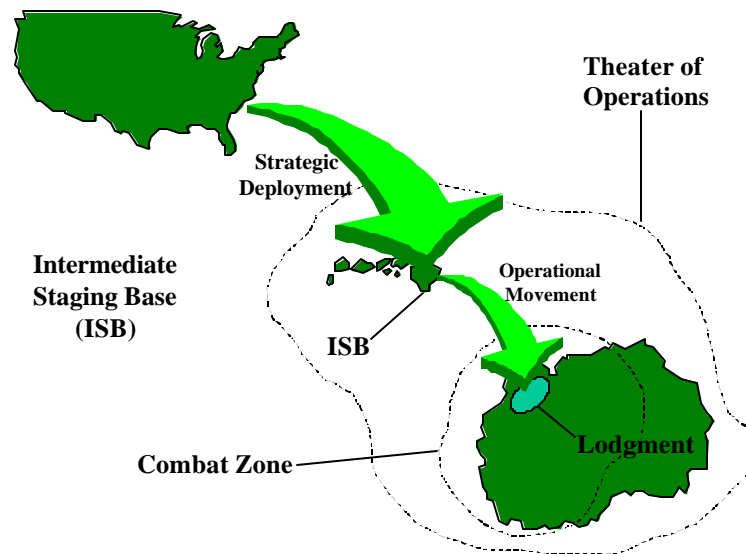 Theater of
Operations
Strategic
Deployment
Intermediate
Staging Base
(ISB)
Operational
Movement
ISB
Lodgment
Combat Zone